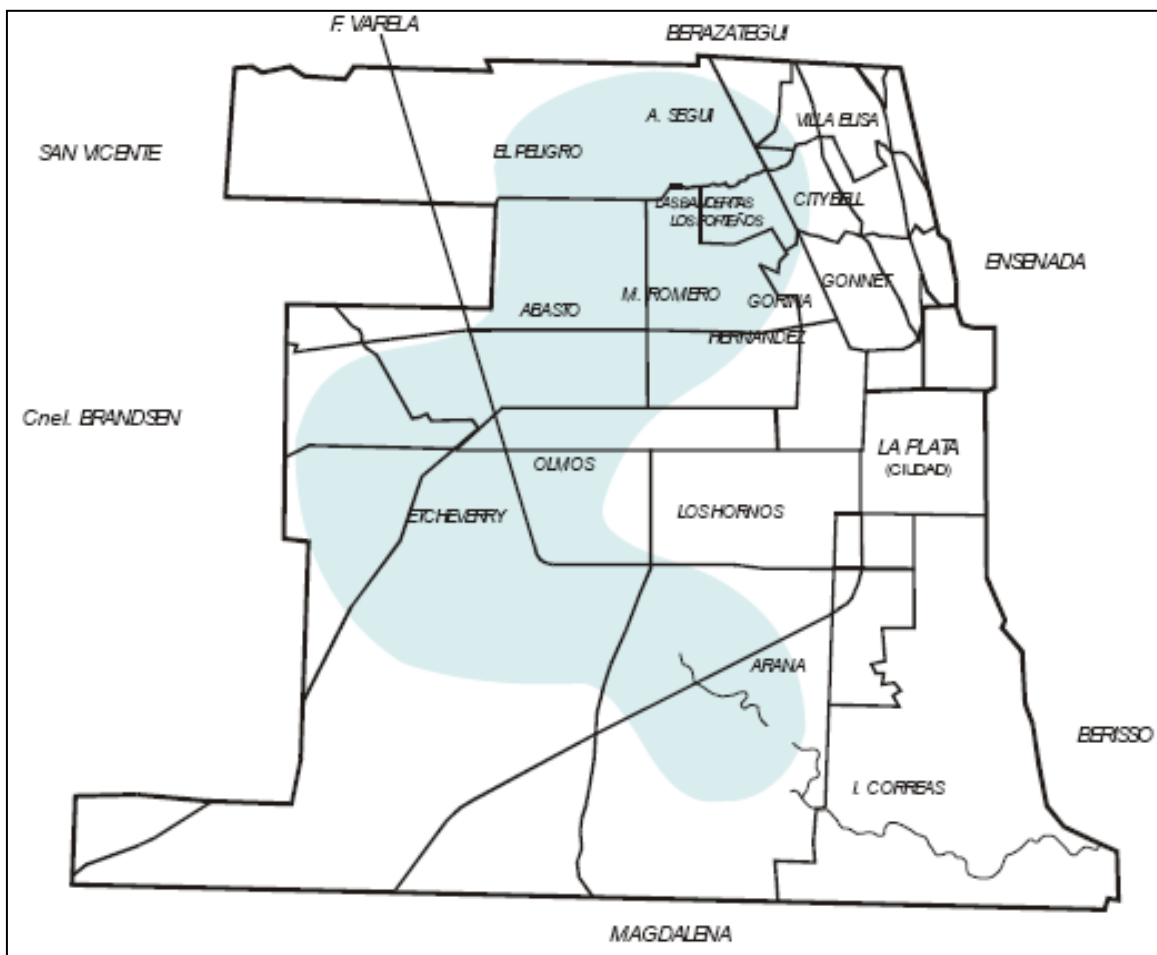 F. VARELA
BERAZATEGUI
A. SEGUI
VILLA ELISA
SAN VICENTE
EL PELIGRO
LAS BANDERITAS
CITY BELL
LOS PORTEÑOS
ENSENADA
GONNET
M. ROMERO
GORINA
ABASTO
HERNANDEZ
Cnel. BRANDSEN
LA PLATA
(CIUDAD)
OLMOS
ETCHEVERRY
LOS HORNOS
ARANA
BERISSO
I. CORREAS
MAGDALENA